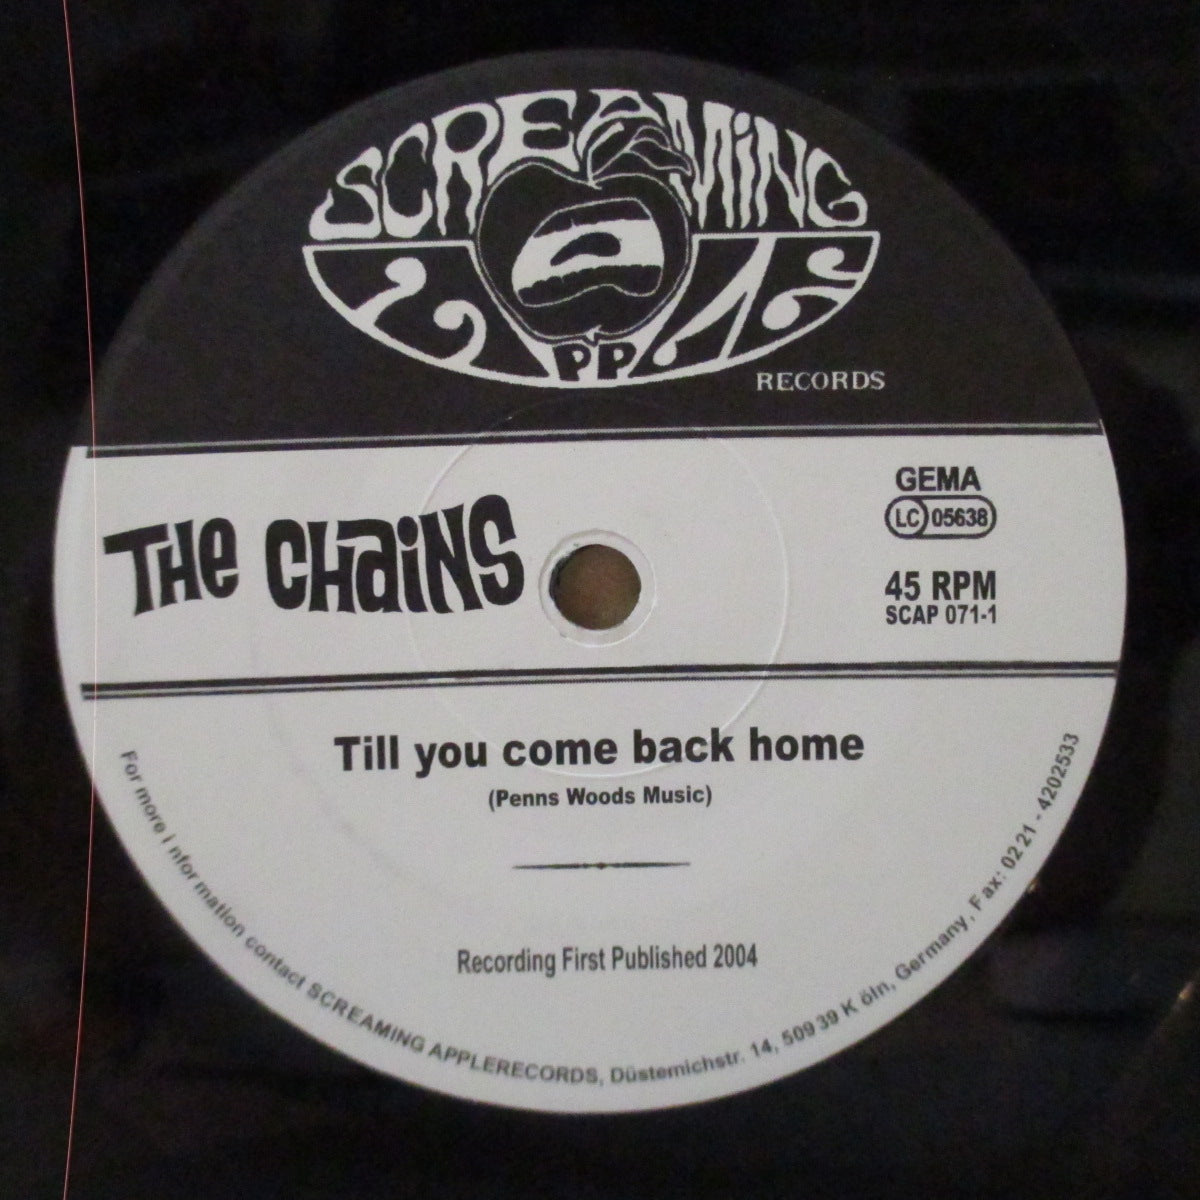 SCREAMING
APPLE
RECORDS
THE CHAINS
GEMA
LC 05638
45 RPM
SCAP 071-1
Till you come back home
(Penns Woods Music)
Recording First Published 2004
For more i nfor mation contact SCREAMING APPLERECORDS, Düstemichstr. 14, 509 39 K öln, Germany, F ax: 02 21 - 4202533